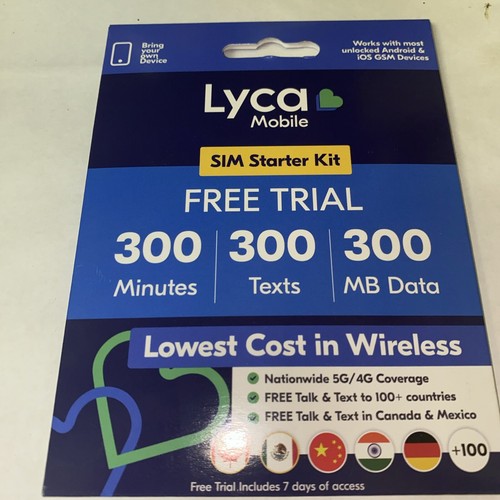 Bring
your
own
Device
Works with most
unlocked Android &
iOS GSM Devices
Lyca
Mobile
SIM Starter Kit
FREE TRIAL
300 300 300
Minutes Texts MB Data
Lowest Cost in Wireless
Nationwide 5G/4G Coverage
FREE Talk & Text to 100+ countries
FREE Talk & Text in Canada & Mexico
+100
Free Trial Includes 7 days of access